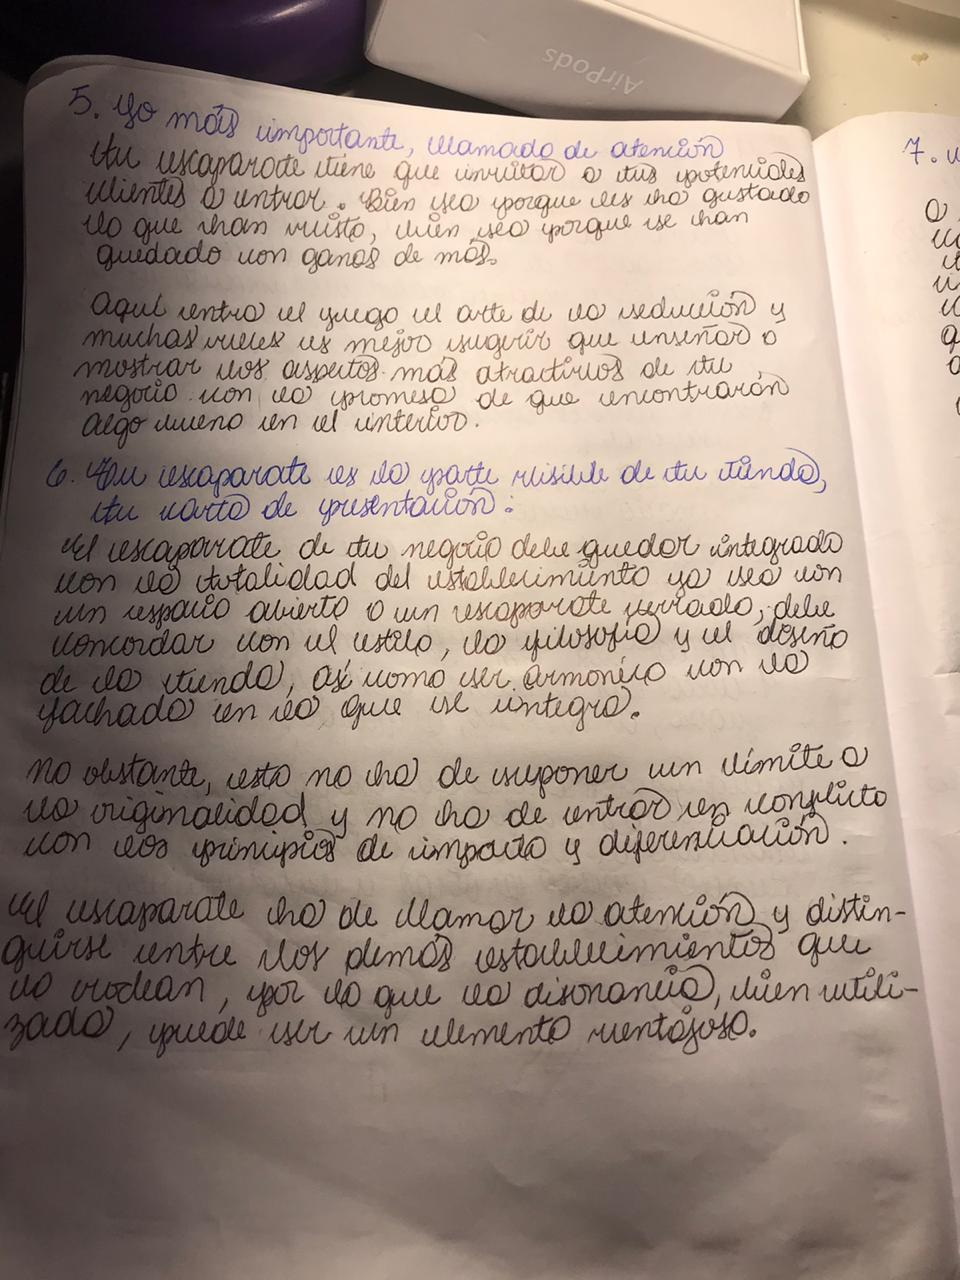 AirPods
5. Lo más importante, llamado de atención
tu escaparate tiene que invitar a tus potenciales
clientes a entrar. Bien sea porque les ha gustado
lo que han visto, bien sea porque se han
quedado con ganas de más.
Aquí entra el juego el arte de la seducción y
muchas veces es mejor sugerir que enseñar o
mostrar los aspectos más atractivos de tu
negocio con la promesa de que encontrarán
algo bueno en el interior.
6. Tu escaparate es la parte visible de tu tienda,
tu carta de presentación:
El escaparate de tu negocio debe quedar integrado
con la totalidad del establecimiento ya sea con
un espacio abierto o un escaparate cerrado, debe
concordar con el estilo, la filosofía y el diseño
de la tienda, así como ser armonico con la
fachada en la que se integra.
No obstante, esto no ha de suponer un límite a
la originalidad y no ha de entrar en conflicto
con los principios de impacto y diferenciación.
El escaparate ha de llamar la atención y distin-
guirse entre los demás establecimientos que
lo rodean, por lo que la disonancia, bien utili-
zada, puede ser un elemento ventajoso.
7.